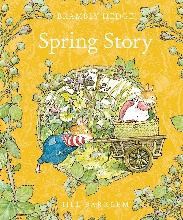 BRAMBLY HEDGE
Spring Story
JILL BARKLEM